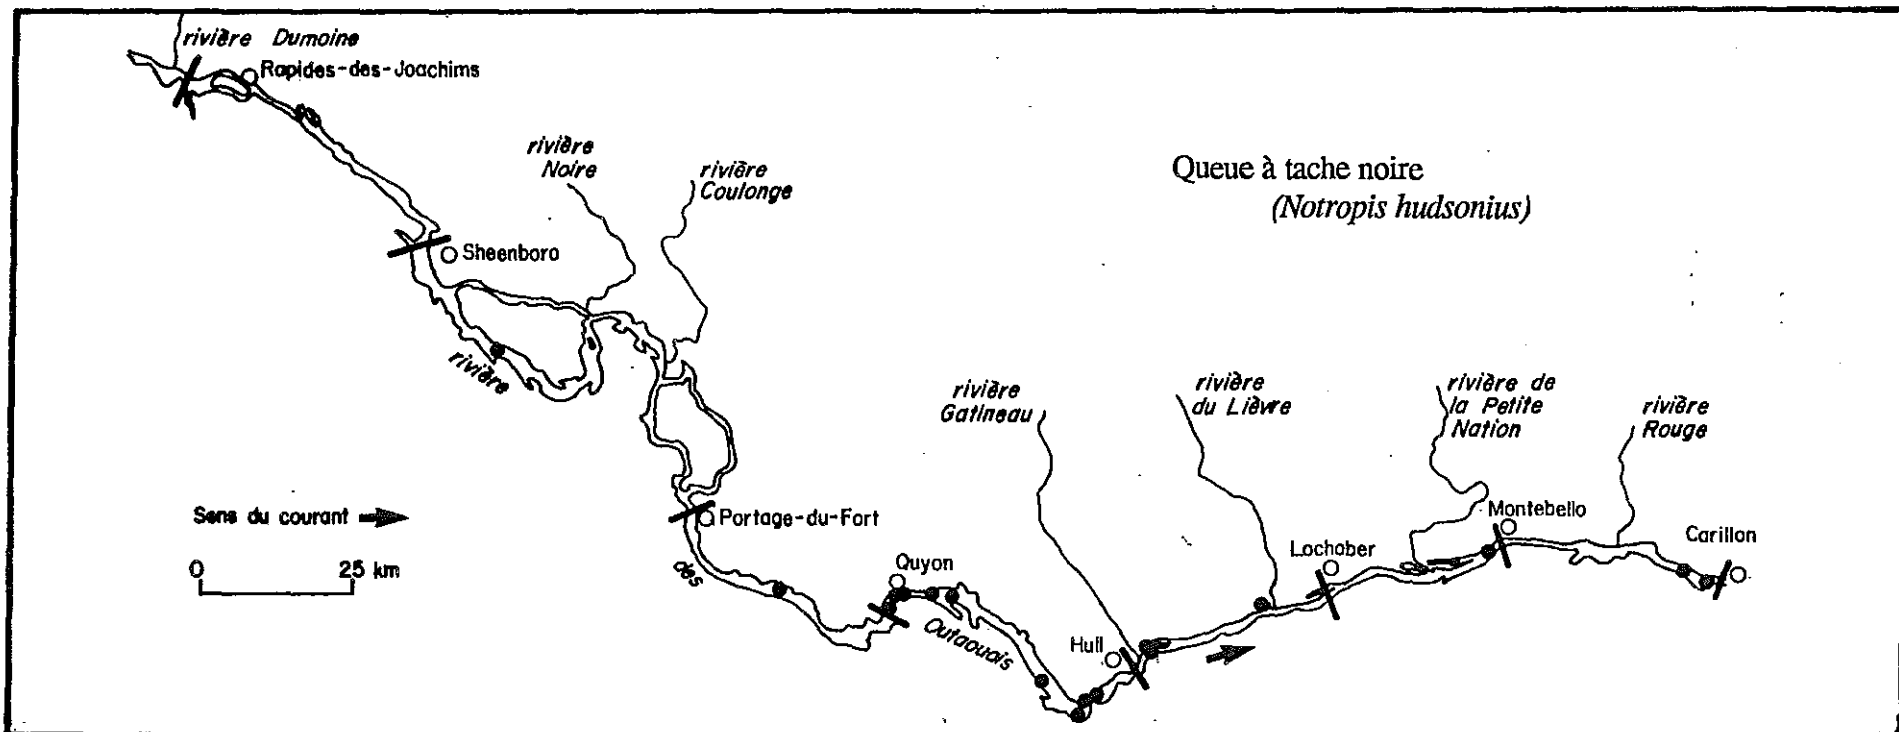 rivière Dumoine
Rapides-des-Joachims
rivière
Noire
rivière
Coulonge
Queue à tache noire
(Notropis hudsonius)
Sheenboro
rivière
rivière
Gatineau
rivière
du Lièvre
rivière de
la Petite
Nation
rivière
Rouge
Sens du courant
Portage-du-Fort
Montebello
Carillon
Lochaber
0 25 km
des
Quyon
Outaouais
Hull